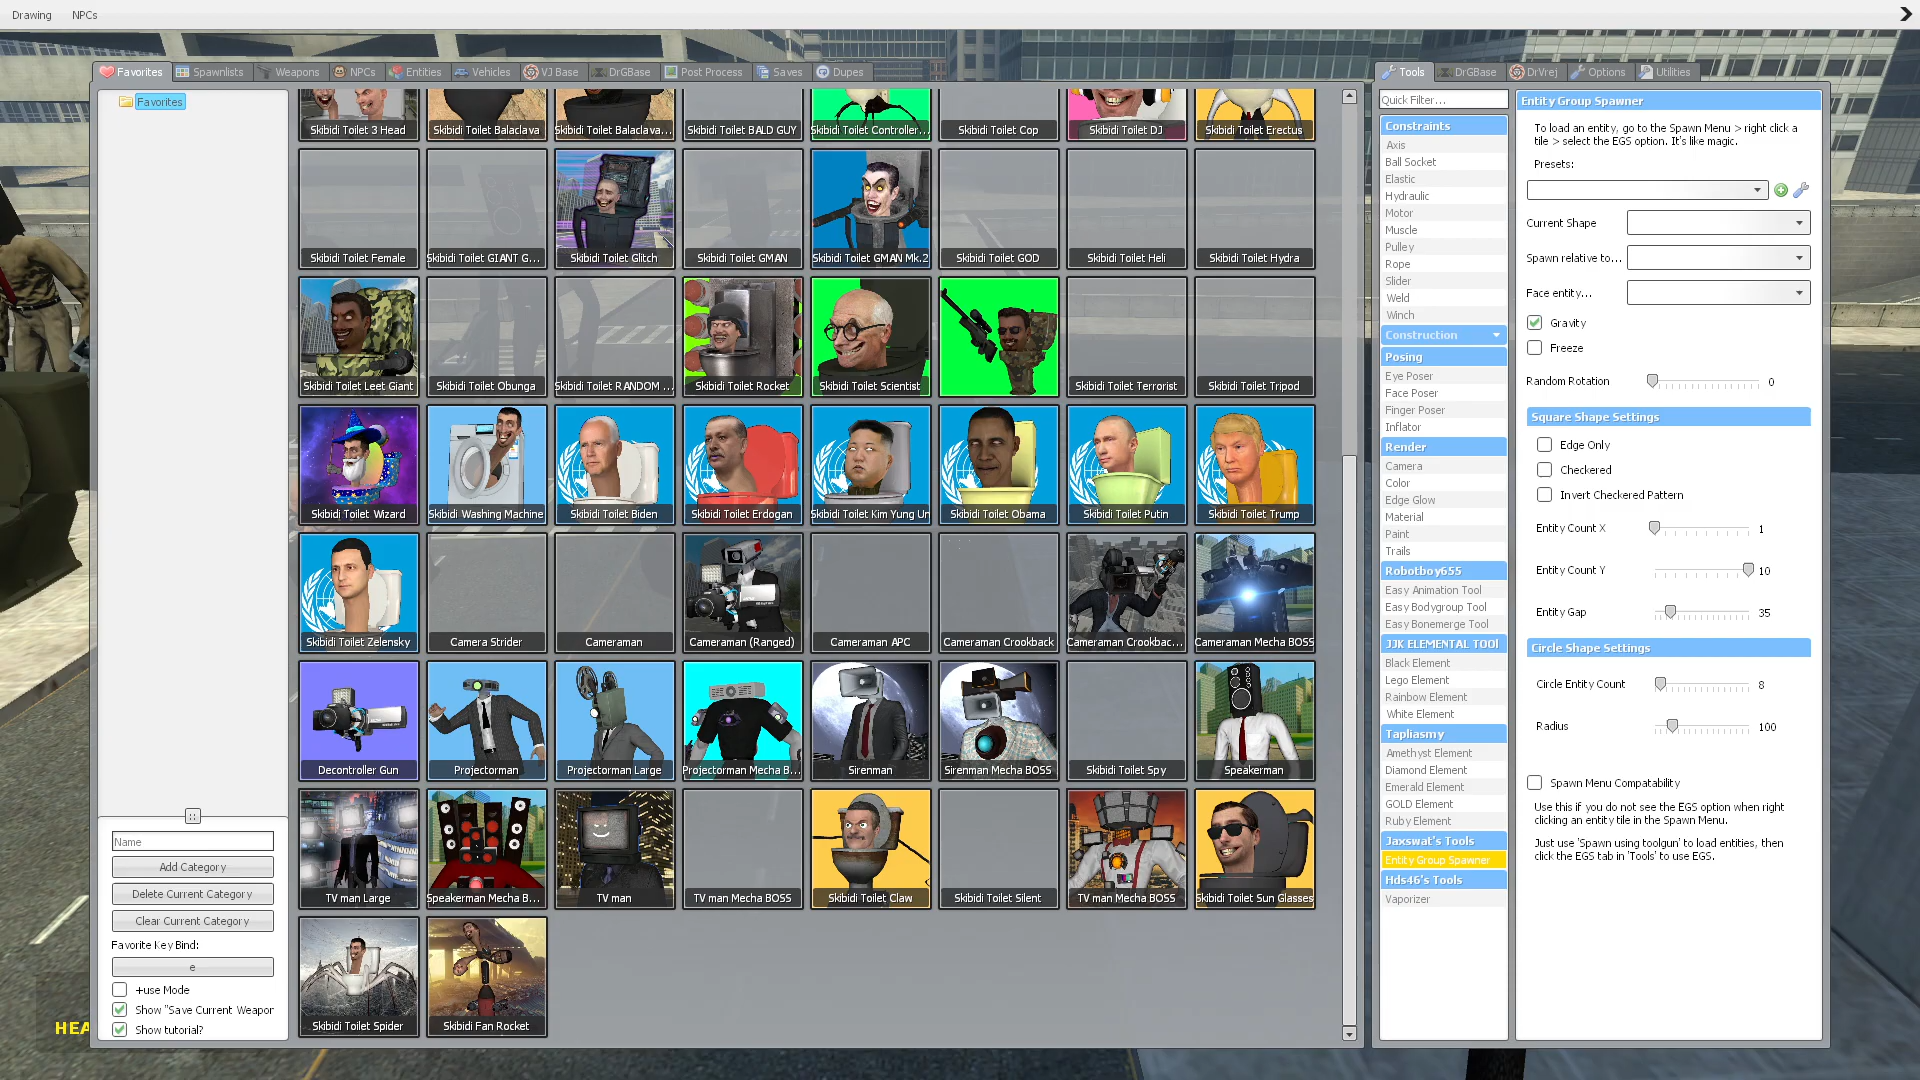 Drawing NPCs
Favorites Spawnlists Weapons NPCs Entities Vehicles VJ Base DrGBase Post Process Saves Dupes
Tools DrGBase DrVrej Options Utilities
Favorites
Skibidi Toilet 3 Head Skibidi Toilet Balaclava Skibidi Toilet Balaclava... Skibidi Toilet BALD GUY Skibidi Toilet Controller... Skibidi Toilet Cop Skibidi Toilet DJ Skibidi Toilet Erectus
Skibidi Toilet Female Skibidi Toilet GIANT G... Skibidi Toilet Glitch Skibidi Toilet GMAN Skibidi Toilet GMAN Mk.2 Skibidi Toilet GOD Skibidi Toilet Heli Skibidi Toilet Hydra
Skibidi Toilet Leet Giant Skibidi Toilet Obunga Skibidi Toilet RANDOM ... Skibidi Toilet Rocket Skibidi Toilet Scientist Skibidi Toilet Terrorist Skibidi Toilet Tripod
Skibidi Toilet Wizard Skibidi Washing Machine Skibidi Toilet Biden Skibidi Toilet Erdogan Skibidi Toilet Kim Yung Un Skibidi Toilet Obama Skibidi Toilet Putin Skibidi Toilet Trump
Skibidi Toilet Zelensky Camera Strider Cameraman Cameraman (Ranged) Cameraman APC Cameraman Crookback Cameraman Crookbac... Cameraman Mecha BOSS
Decontroller Gun Projectorman Projectorman Large Projectorman Mecha B... Sirenman Sirenman Mecha BOSS Skibidi Toilet Spy Speakerman
TV man Large Speakerman Mecha B... TV man TV man Mecha BOSS Skibidi Toilet Claw Skibidi Toilet Silent TV man Mecha BOSS Skibidi Toilet Sun Glasses
Skibidi Toilet Spider Skibidi Fan Rocket
Name
Add Category
Delete Current Category
Clear Current Category
Favorite Key Bind:
e
+use Mode
Show "Save Current Weapon
Show tutorial?
HEA
Quick Filter...
Constraints
Axis
Ball Socket
Elastic
Hydraulic
Motor
Muscle
Pulley
Rope
Slider
Weld
Winch
Construction
Posing
Eye Poser
Face Poser
Finger Poser
Inflator
Render
Camera
Color
Edge Glow
Material
Paint
Trails
Robotboy655
Easy Animation Tool
Easy Bodygroup Tool
Easy Bonemerge Tool
JJK ELEMENTAL TOOl
Black Element
Lego Element
Rainbow Element
White Element
Tapliasmy
Amethyst Element
Diamond Element
Emerald Element
GOLD Element
Ruby Element
Jaxswat's Tools
Entity Group Spawner
Hds46's Tools
Vaporizer
Entity Group Spawner
To load an entity, go to the Spawn Menu > right click a
tile > select the EGS option. It's like magic.
Presets:
Current Shape
Spawn relative to...
Face entity...
Gravity
Freeze
Random Rotation 0
Square Shape Settings
Edge Only
Checkered
Invert Checkered Pattern
Entity Count X 1
Entity Count Y 10
Entity Gap 35
Circle Shape Settings
Circle Entity Count 8
Radius 100
Spawn Menu Compatability
Use this if you do not see the EGS option when right
clicking an entity tile in the Spawn Menu.
Just use 'Spawn using toolgun' to load entities, then
click the EGS tab in 'Tools' to use EGS.